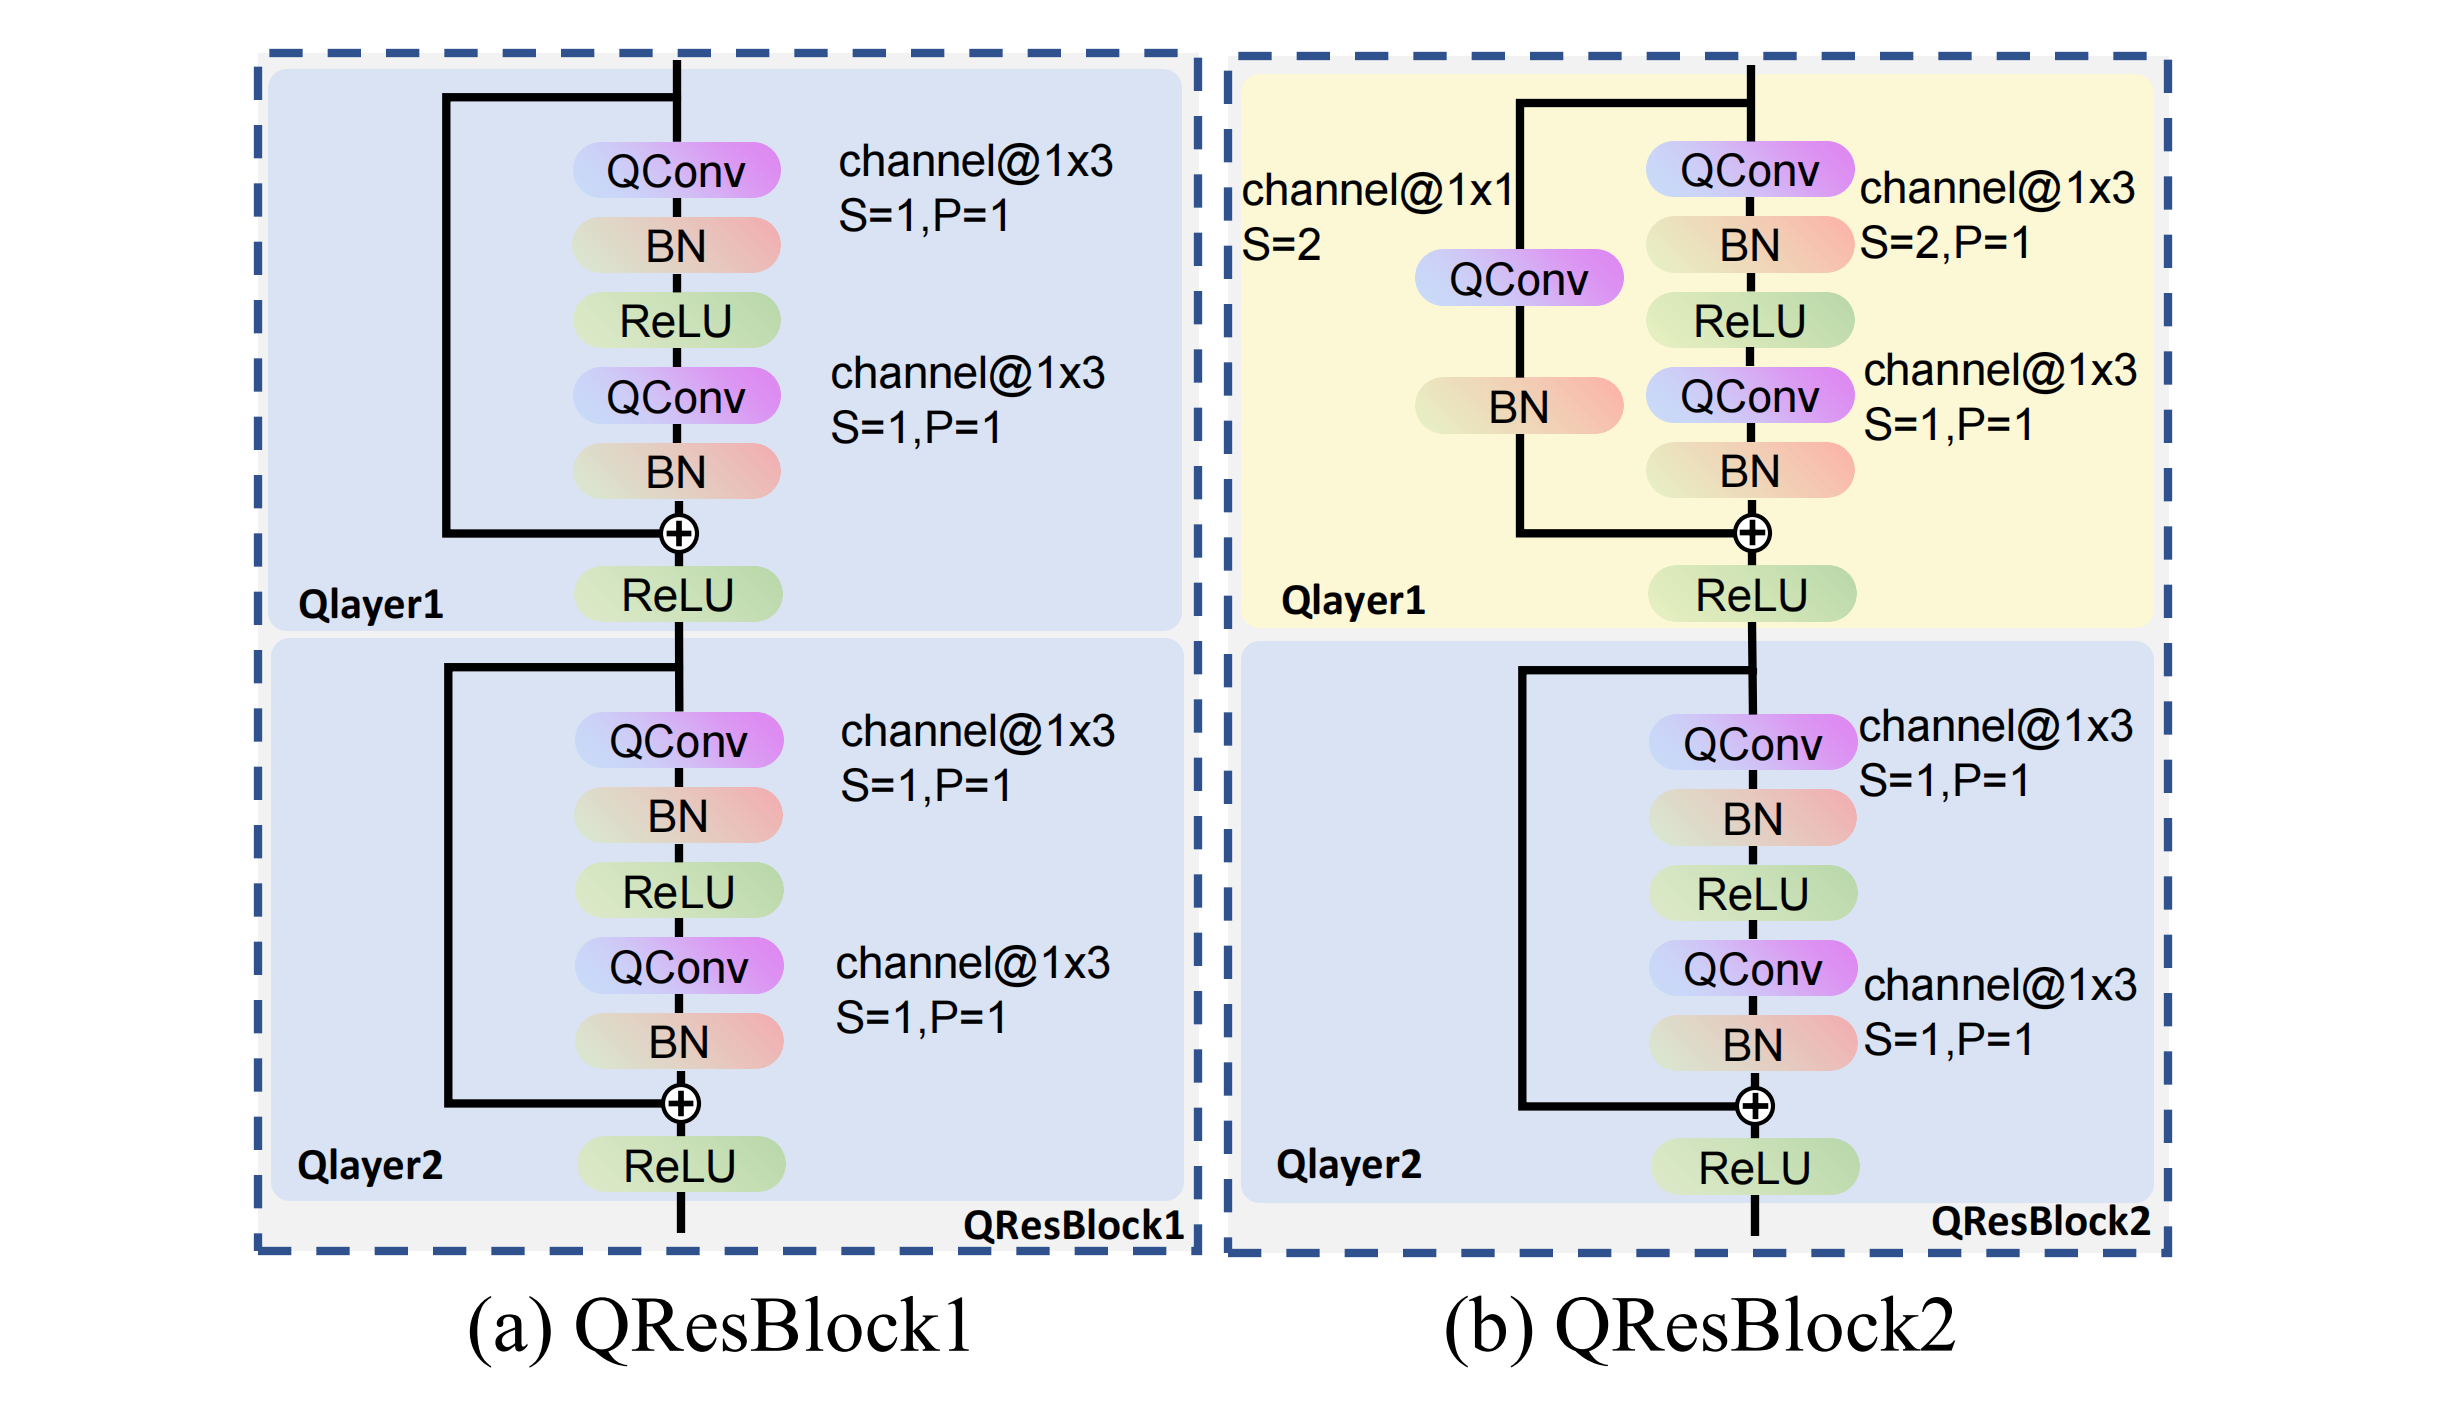 QConv
channel@1x3
S=1,P=1
BN
ReLU
QConv
channel@1x3
S=1,P=1
BN
ReLU
Qlayer1
QConv
channel@1x3
S=1,P=1
BN
ReLU
QConv
channel@1x3
S=1,P=1
BN
ReLU
Qlayer2
QResBlock1
(a) QResBlock1
channel@1x1
S=2
QConv
BN
QConv
channel@1x3
S=2,P=1
BN
ReLU
QConv
channel@1x3
S=1,P=1
BN
ReLU
Qlayer1
QConv
channel@1x3
S=1,P=1
BN
ReLU
QConv
channel@1x3
S=1,P=1
BN
ReLU
Qlayer2
QResBlock2
(b) QResBlock2